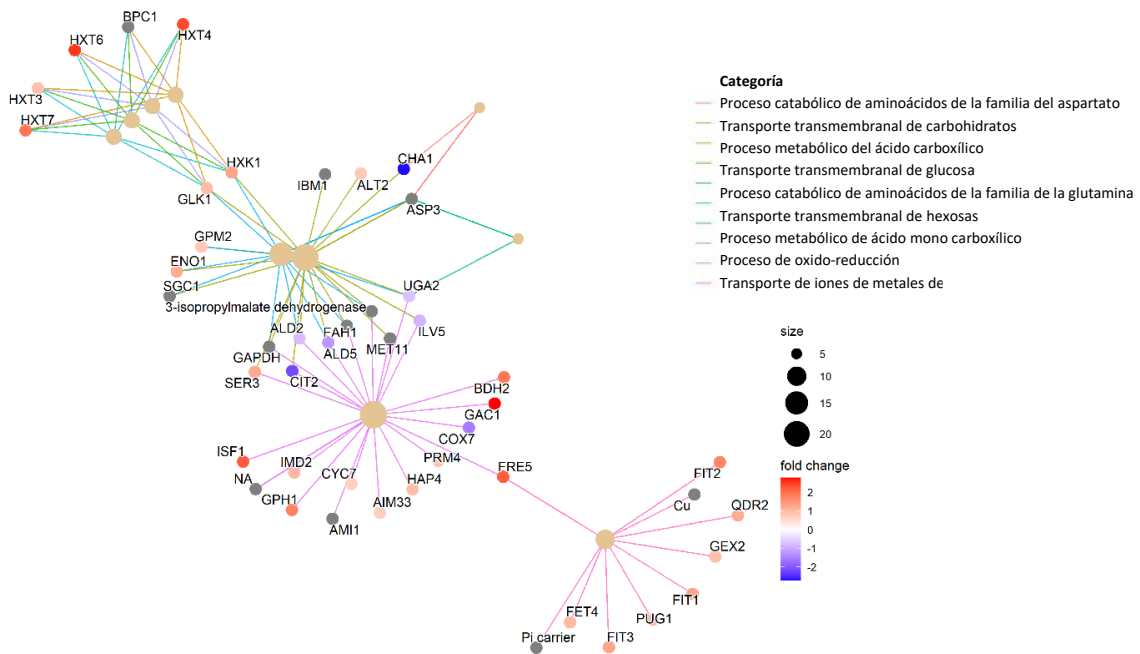 BPC1
HXT6
HXT4
HXT3
HXT7
HXK1
GLK1
IBM1
ALT2
CHA1
ASP3
GPM2
ENO1
SGC1
3-isopropylmalate dehydrogenase
UGA2
ALD2
FAH1
ILV5
GAPDH
ALD5
MET11
SER3
CIT2
BDH2
GAC1
COX7
ISF1
IMD2
PRM4
FRE5
NA
CYC7
HAP4
GPH1
AIM33
AMI1
FIT2
Cu
QDR2
GEX2
FIT1
FET4
PUG1
Pi carrier
FIT3
Categoría
Proceso catabólico de aminoácidos de la familia del aspartato
Transporte transmembranal de carbohidratos
Proceso metabólico del ácido carboxílico
Transporte transmembranal de glucosa
Proceso catabólico de aminoácidos de la familia de la glutamina
Transporte transmembranal de hexosas
Proceso metabólico de ácido mono carboxílico
Proceso de oxido-reducción
Transporte de iones de metales de
size
5
10
15
20
fold change
2
1
0
-1
-2